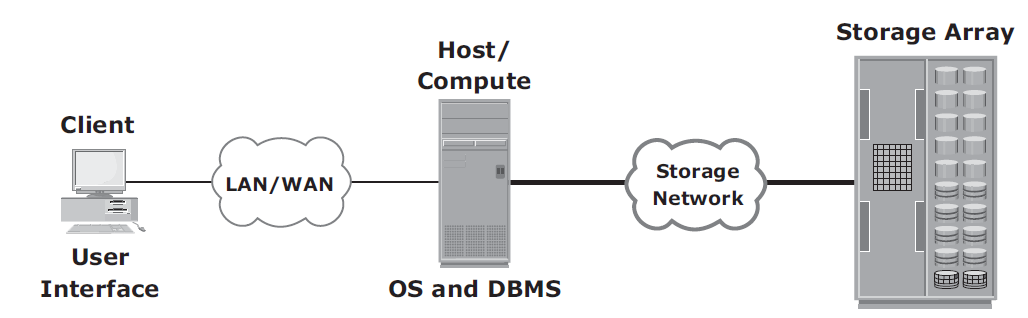 Client
User
Interface
LAN/WAN
Host/
Compute
OS and DBMS
Storage
Network
Storage Array